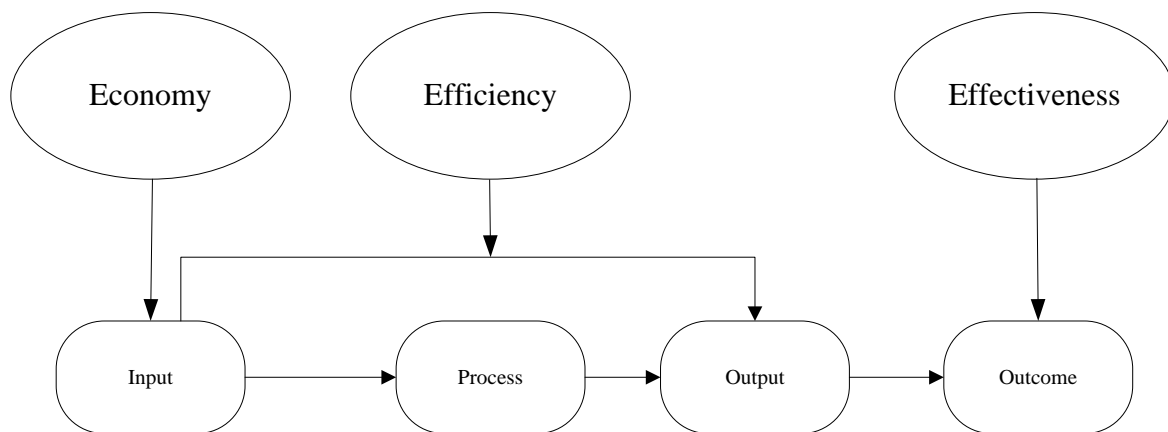 Economy
Efficiency
Effectiveness
Input
Process
Output
Outcome